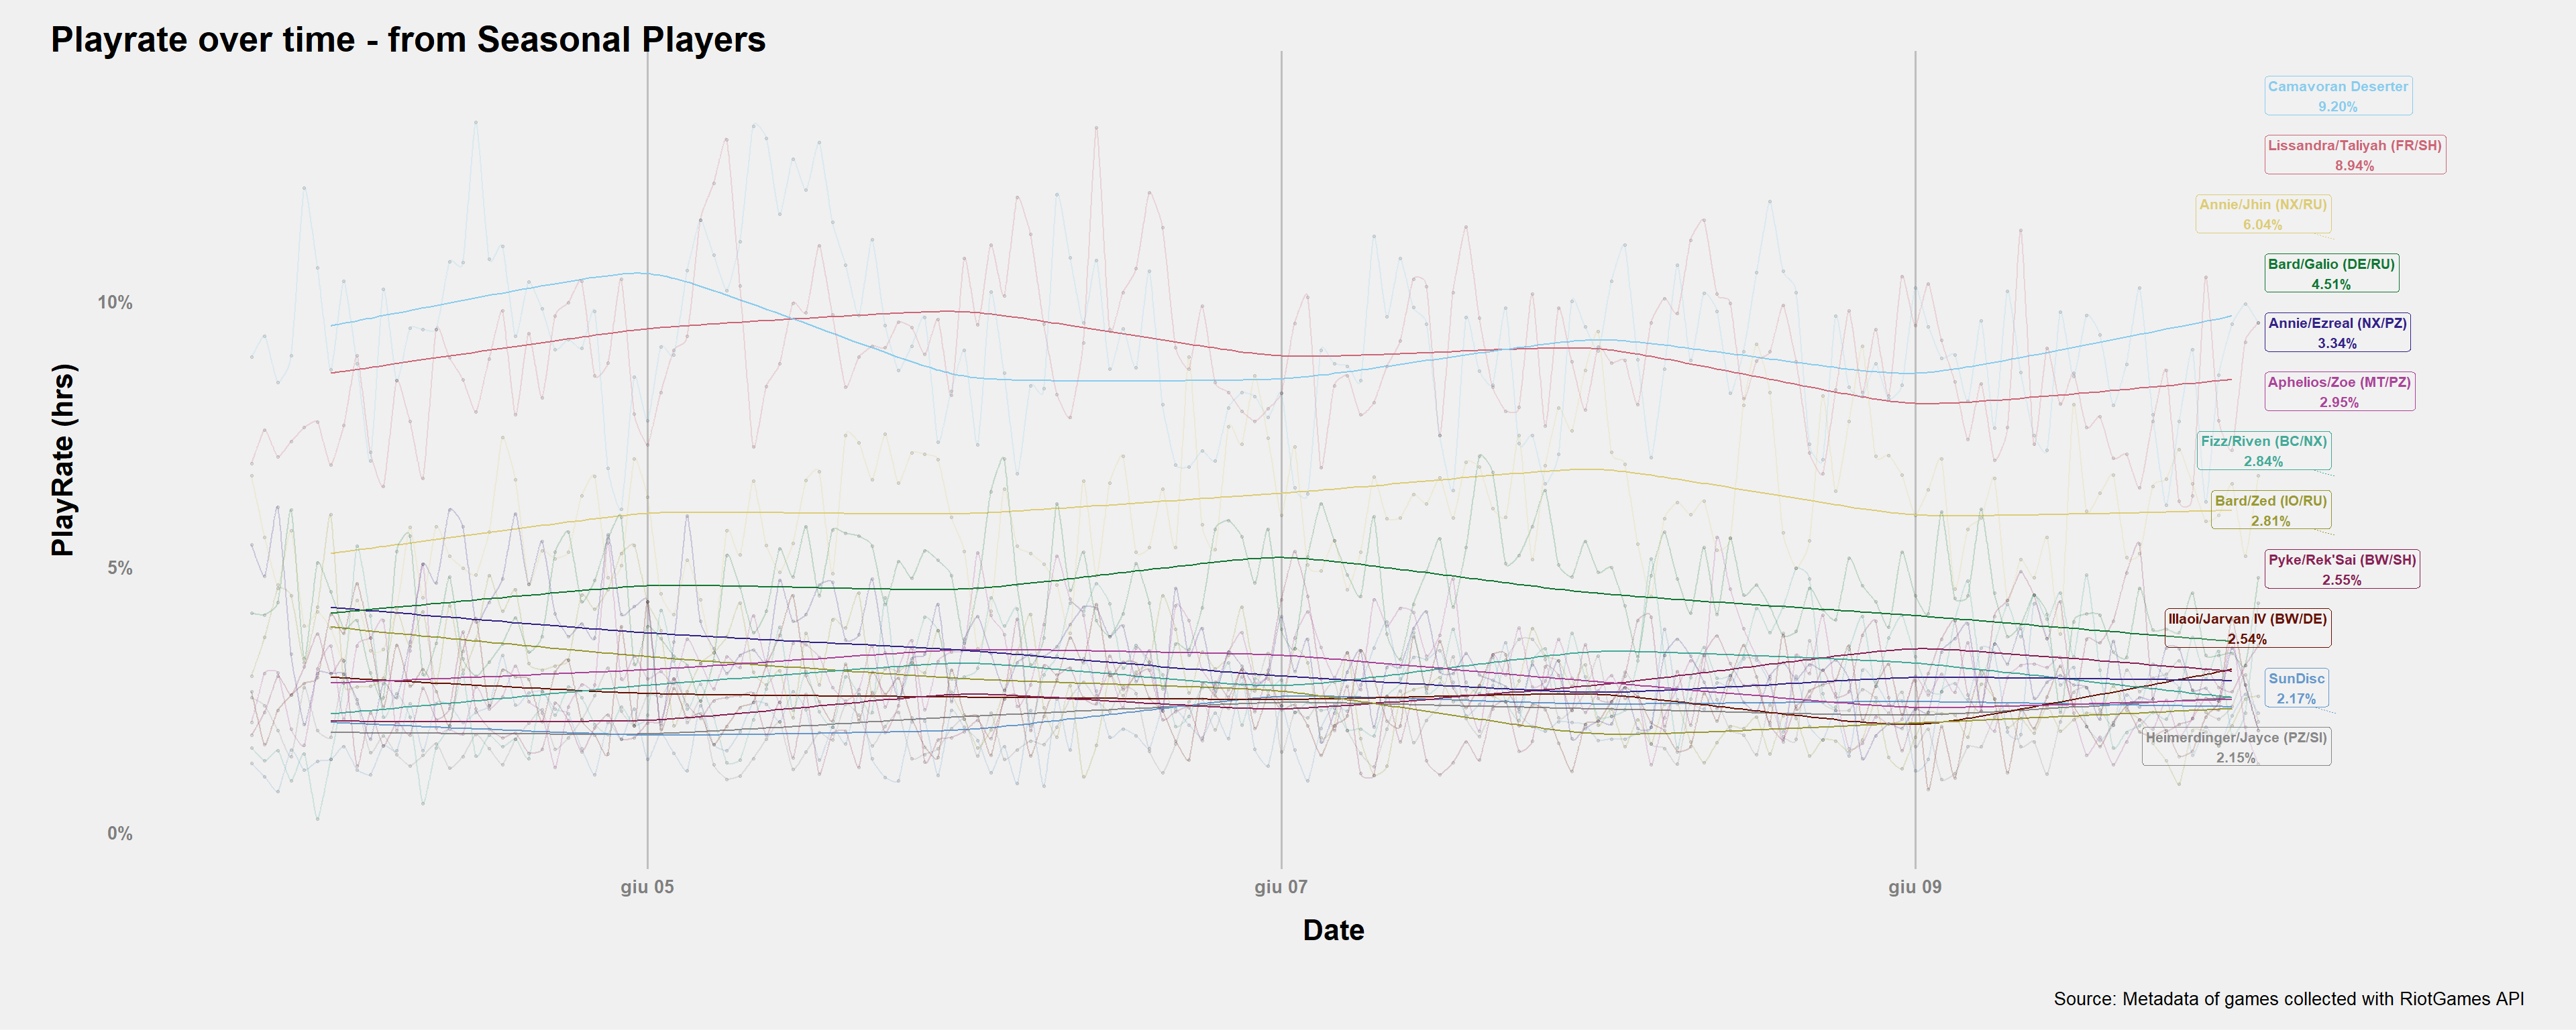 Playrate over time - from Seasonal Players
Camavoran Deserter
9.20%
Lissandra/Taliyah (FR/SH)
8.94%
Annie/Jhin (NX/RU)
6.04%
Bard/Galio (DE/RU)
4.51%
Annie/Ezreal (NX/PZ)
3.34%
Aphelios/Zoe (MT/PZ)
2.95%
Fizz/Riven (BC/NX)
2.84%
Bard/Zed (IO/RU)
2.81%
Pyke/Rek'Sai (BW/SH)
2.55%
Illaoi/Jarvan IV (BW/DE)
2.54%
SunDisc
2.17%
Heimerdinger/Jayce (PZ/SI)
2.15%
PlayRate (hrs)
10%
5%
0%
giu 05
giu 07
giu 09
Date
Source: Metadata of games collected with RiotGames API